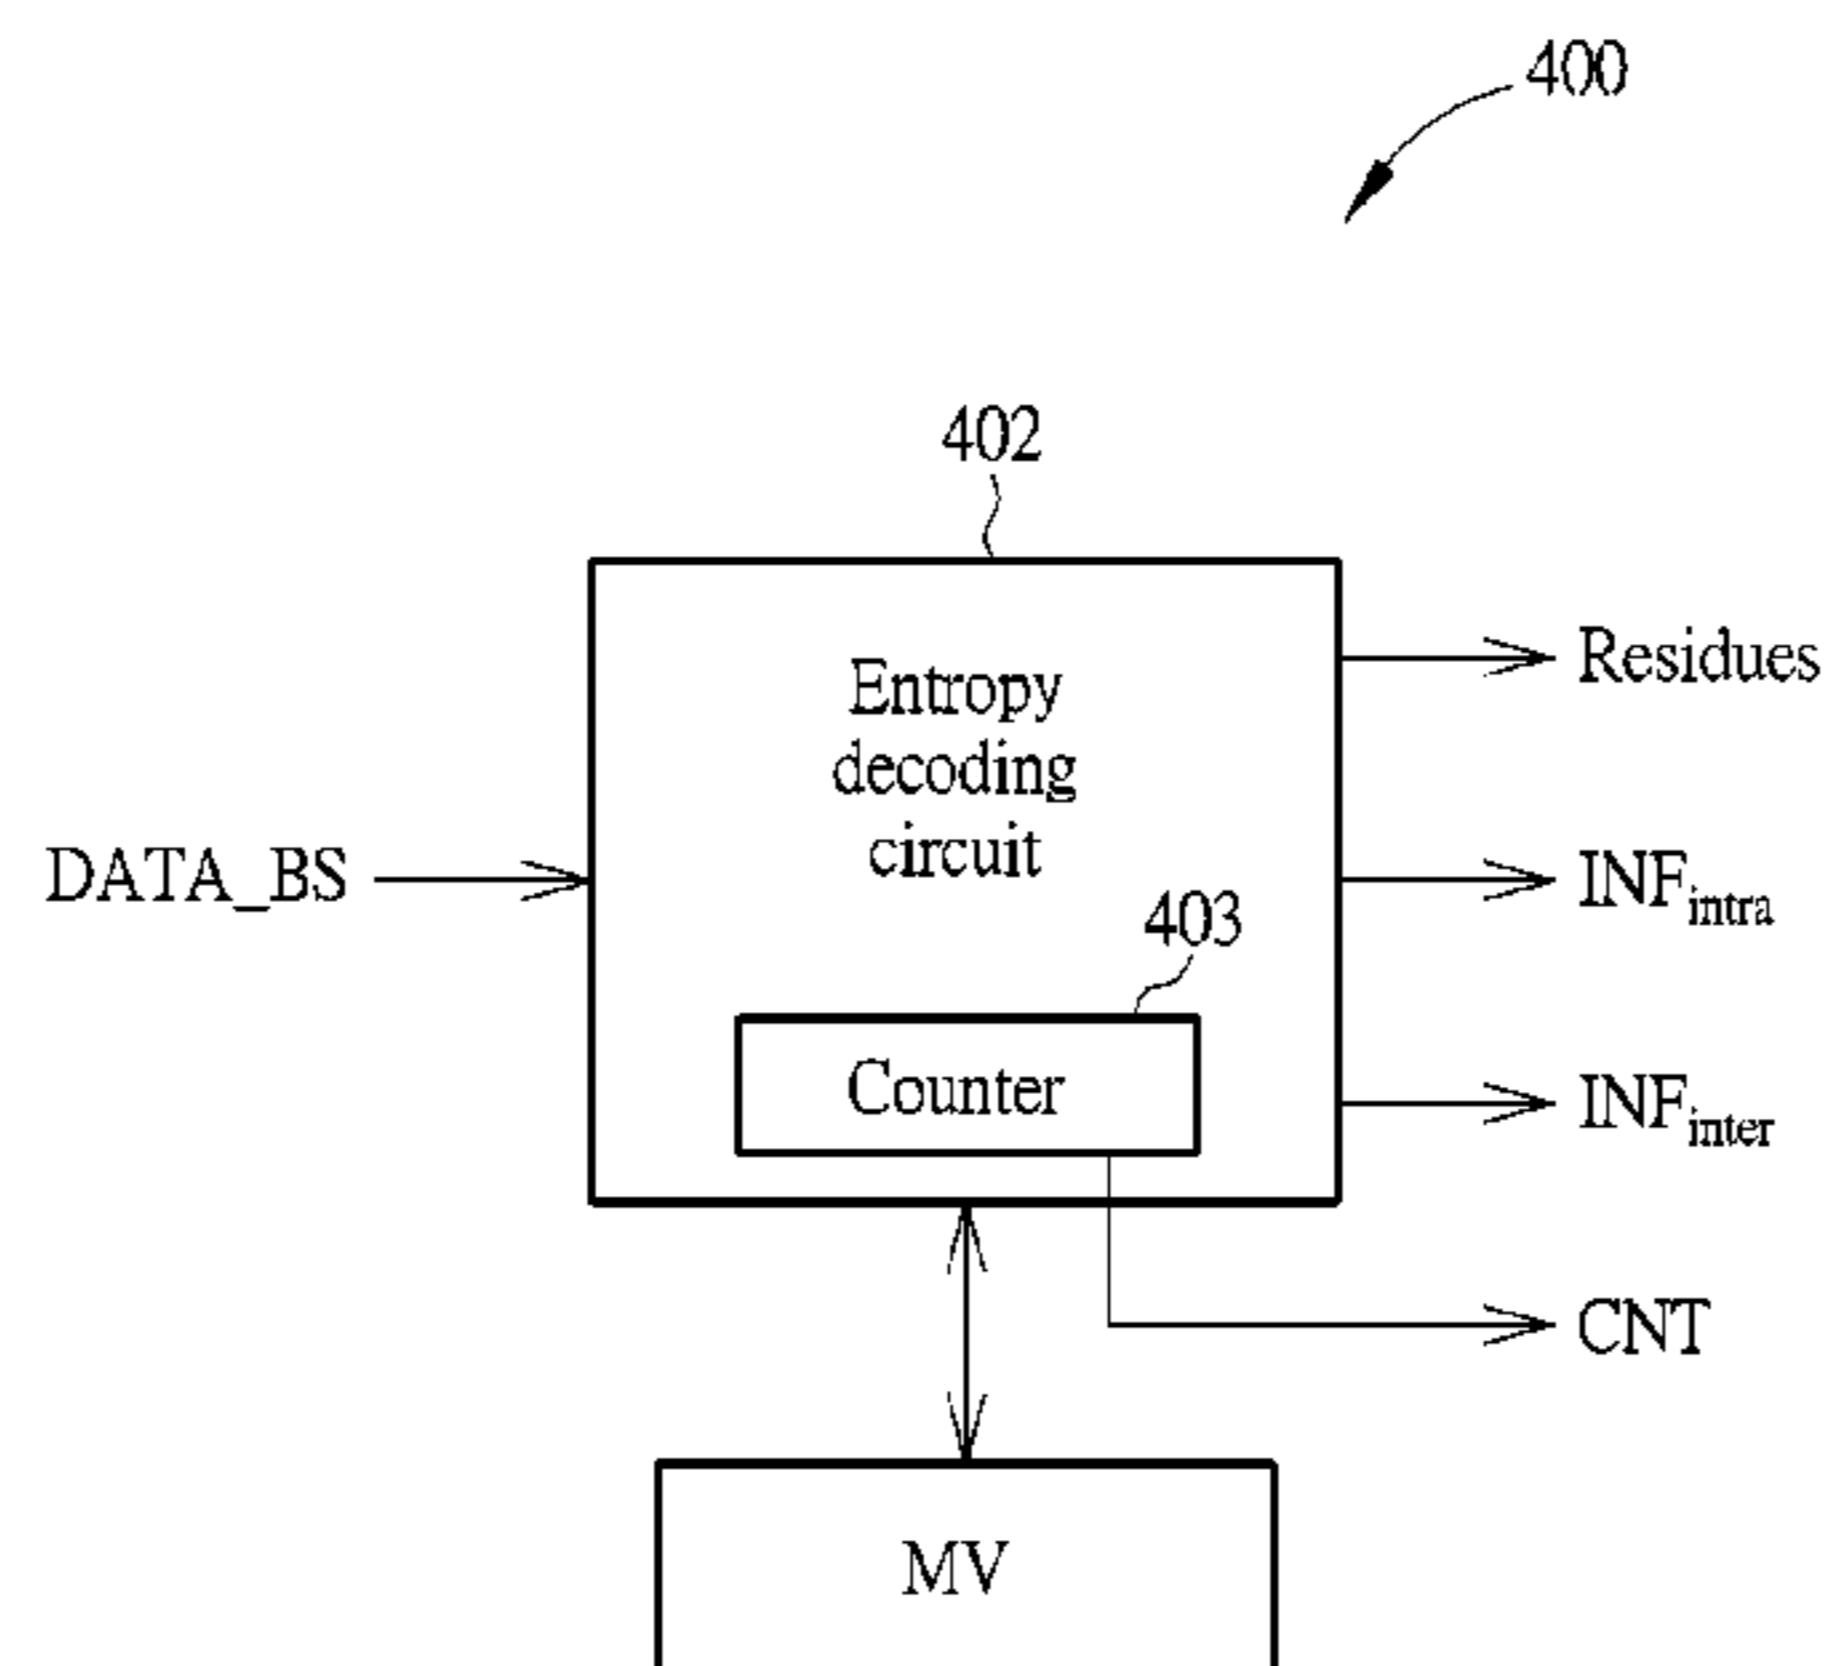 400
402
Entropy
decoding
circuit
Residues
DATA_BS
INFintra
403
Counter
INFinter
CNT
MV